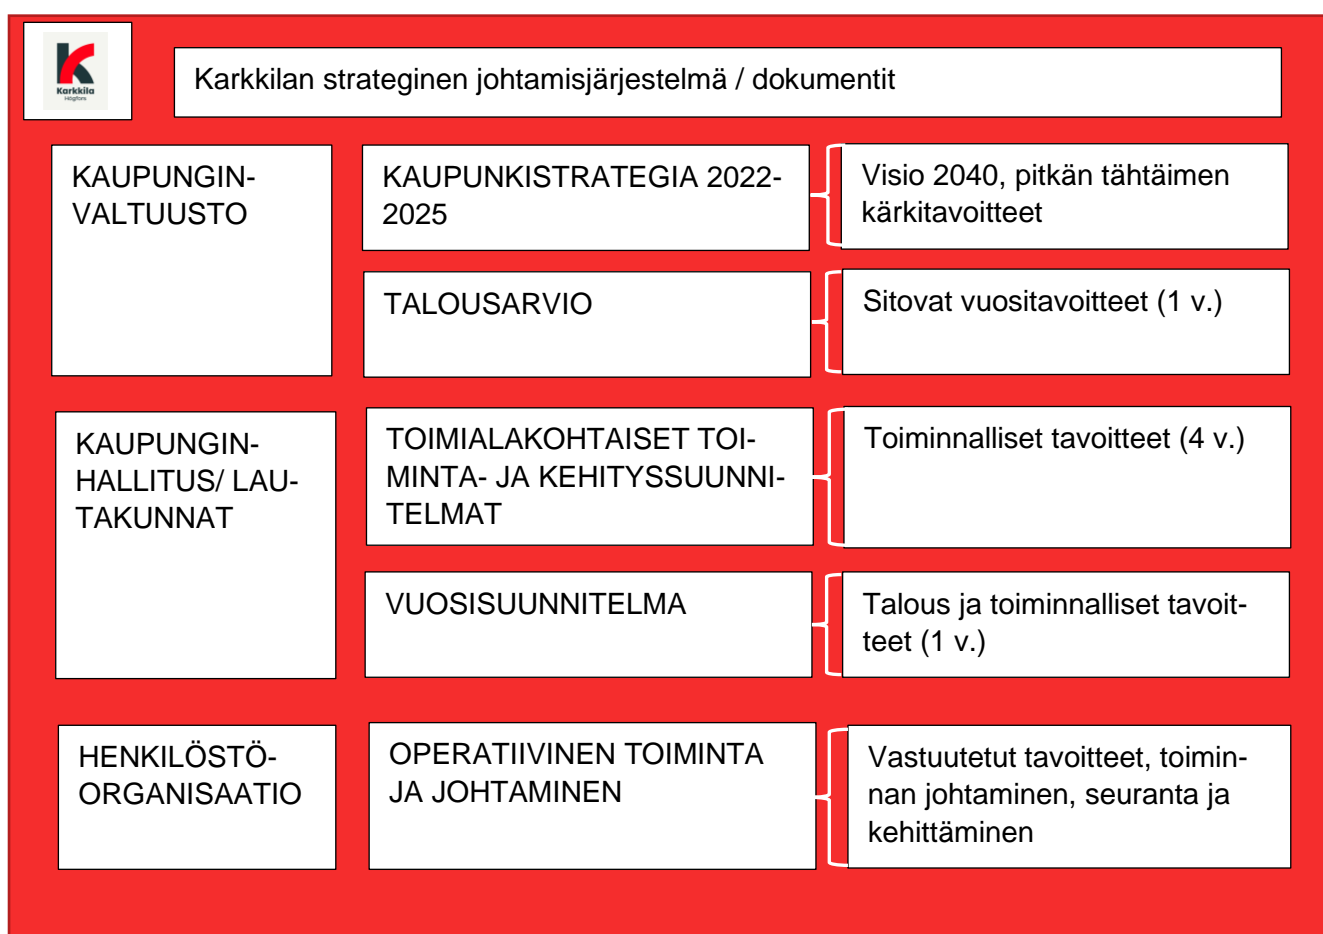 Karkkila
Högfors
Karkkilan strateginen johtamisjärjestelmä / dokumentit
KAUPUNGIN-
VALTUUSTO
KAUPUNKISTRATEGIA 2022-
2025
Visio 2040, pitkän tähtäimen
kärkitavoitteet
TALOUSARVIO
Sitovat vuositavoitteet (1 v.)
KAUPUNGIN-
HALLITUS/ LAU-
TAKUNNAT
TOIMIALAKOHTAISET TOI-
MINTA- JA KEHITYSSUUNNI-
TELMAT
Toiminnalliset tavoitteet (4 v.)
VUOSISUUNNITELMA
Talous ja toiminnalliset tavoit-
teet (1 v.)
HENKILÖSTÖ-
ORGANISAATIO
OPERATIIVINEN TOIMINTA
JA JOHTAMINEN
Vastuutetut tavoitteet, toimin-
nan johtaminen, seuranta ja
kehittäminen